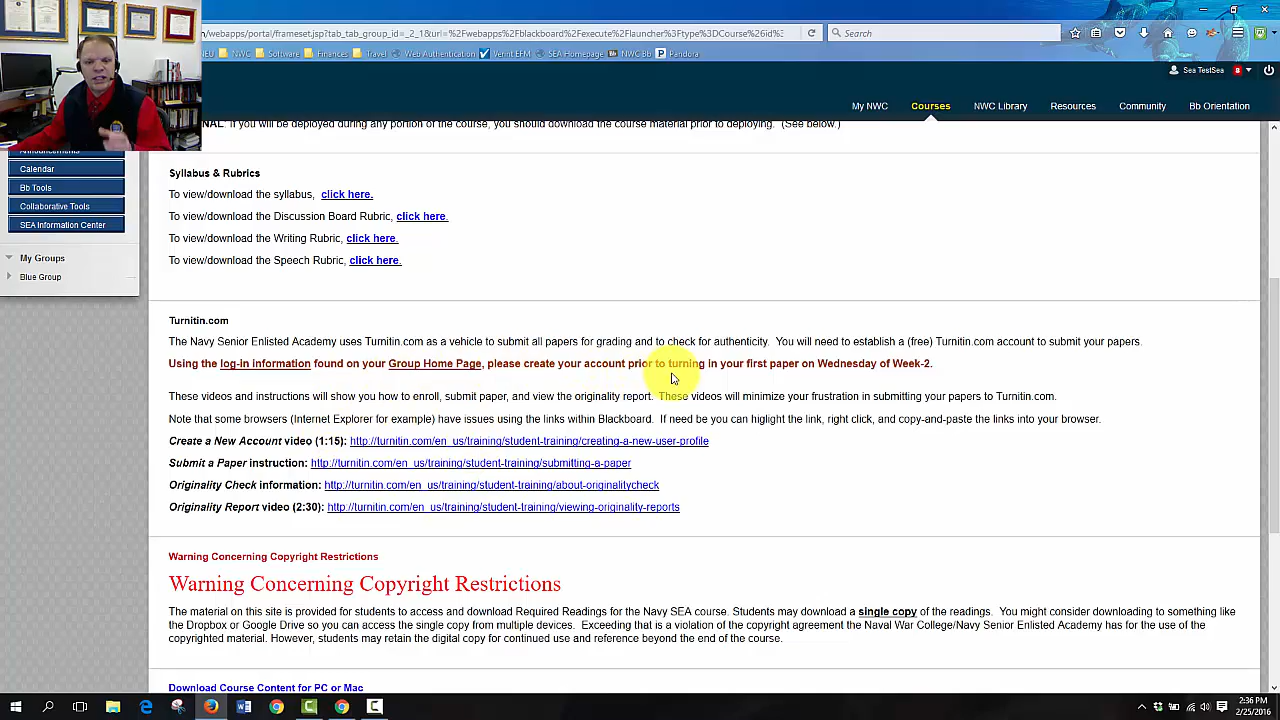 n/webapps/portal/frameset.jsp?tab_tab_group_id=_2_1&url=%2Fwebapps%2Fblackboard%2Fexecute%2Flauncher%3Ftype%3DCourse%26id%3
Search
NWC Software Finances Travel Web Authentication Vermt EFM SEA Homepage NWC Bb Pandora
Sea TestSea 8
My NWC Courses NWC Library Resources Community Bb Orientation
NAL: If you will be deployed during any portion of the course, you should download the course material prior to deploying. (See below.)
Announcements
Calendar
Bb Tools
Collaborative Tools
SEA Information Center
My Groups
Blue Group
Syllabus & Rubrics
To view/download the syllabus, click here.
To view/download the Discussion Board Rubric, click here.
To view/download the Writing Rubric, click here.
To view/download the Speech Rubric, click here.
Turnitin.com
The Navy Senior Enlisted Academy uses Turnitin.com as a vehicle to submit all papers for grading and to check for authenticity. You will need to establish a (free) Turnitin.com account to submit your papers.
Using the log-in information found on your Group Home Page, please create your account prior to turning in your first paper on Wednesday of Week-2.
These videos and instructions will show you how to enroll, submit paper, and view the originality report. These videos will minimize your frustration in submitting your papers to Turnitin.com.
Note that some browsers (Internet Explorer for example) have issues using the links within Blackboard. If need be you can higlight the link, right click, and copy-and-paste the links into your browser.
Create a New Account video (1:15): http://turnitin.com/en_us/training/student-training/creating-a-new-user-profile
Submit a Paper instruction: http://turnitin.com/en_us/training/student-training/submitting-a-paper
Originality Check information: http://turnitin.com/en_us/training/student-training/about-originalitycheck
Originality Report video (2:30): http://turnitin.com/en_us/training/student-training/viewing-originality-reports
Warning Concerning Copyright Restrictions
Warning Concerning Copyright Restrictions
The material on this site is provided for students to access and download Required Readings for the Navy SEA course. Students may download a single copy of the readings. You might consider downloading to something like
the Dropbox or Google Drive so you can access the single copy from multiple devices. Exceeding that is a violation of the copyright agreement the Naval War College/Navy Senior Enlisted Academy has for the use of the
copyrighted material. However, students may retain the digital copy for continued use and reference beyond the end of the course.
Download Course Content for PC or Mac
2:36 PM
2/25/2016